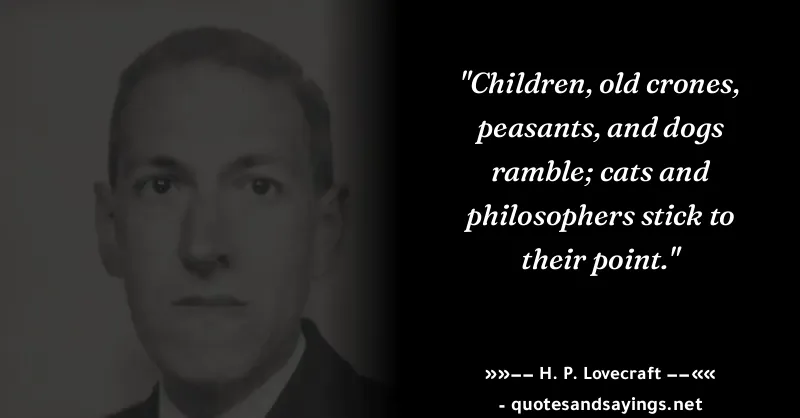 "Children, old crones,
peasants, and dogs
ramble; cats and
philosophers stick to
their point."
»»–– H. P. Lovecraft ––««
- quotesandsayings.net